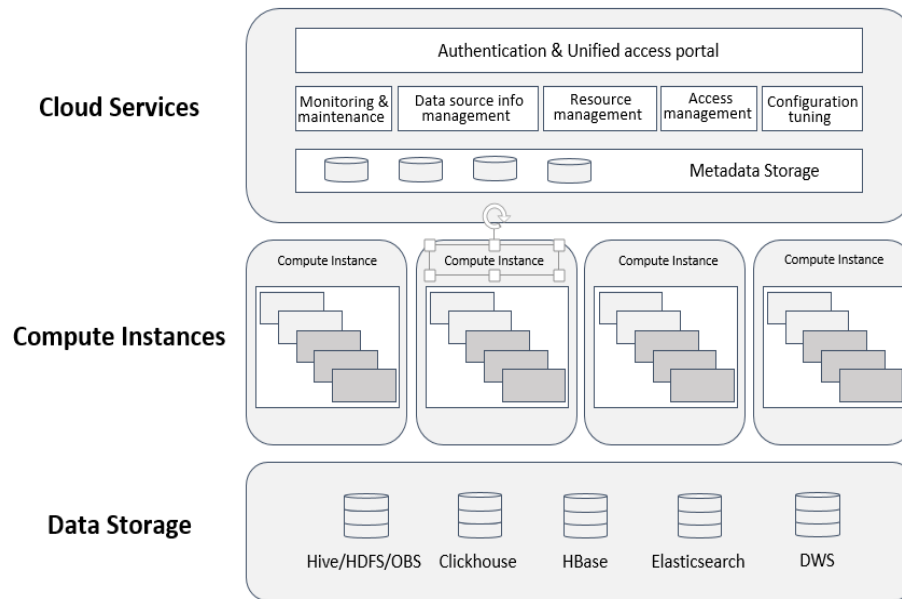 Authentication & Unified access portal
Cloud Services
Monitoring &
maintenance
Data source info
management
Resource
management
Access
management
Configuration
tuning
Metadata Storage
Compute Instance
Compute Instance
Compute Instance
Compute Instance
Compute Instances
Data Storage
Hive/HDFS/OBS
Clickhouse
HBase
Elasticsearch
DWS